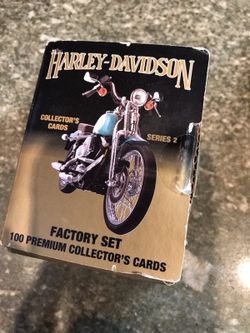 HARLEY-DAVIDSON
COLLECTOR'S
CARDS
SERIES 2
FACTORY SET
100 PREMIUM COLLECTOR'S CARDS